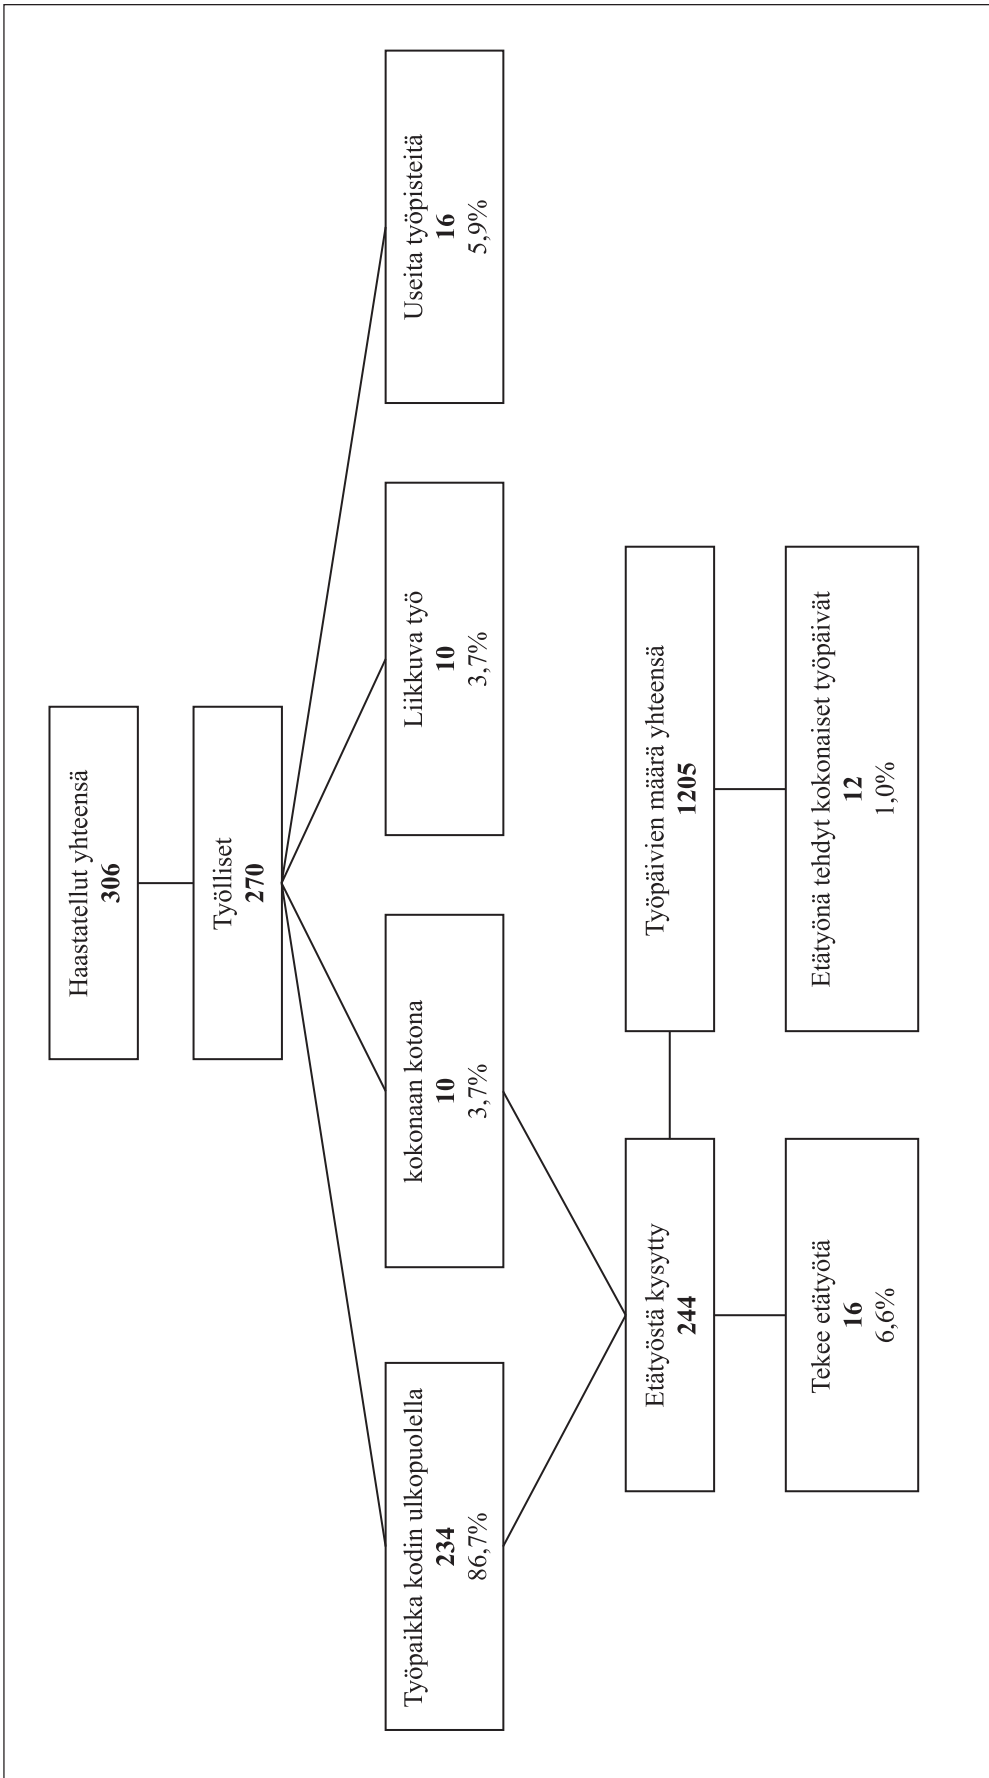 Haastatellut yhteensä
306
Työlliset
270
Työpaikka kodin ulkopuolella
234
86,7%
kokonaan kotona
10
3,7%
Liikkuva työ
10
3,7%
Useita työpisteitä
16
5,9%
Etätyöstä kysytty
244
Työpäivien määrä yhteensä
1205
Tekee etätyötä
16
6,6%
Etätyönä tehdyt kokonaiset työpäivät
12
1,0%